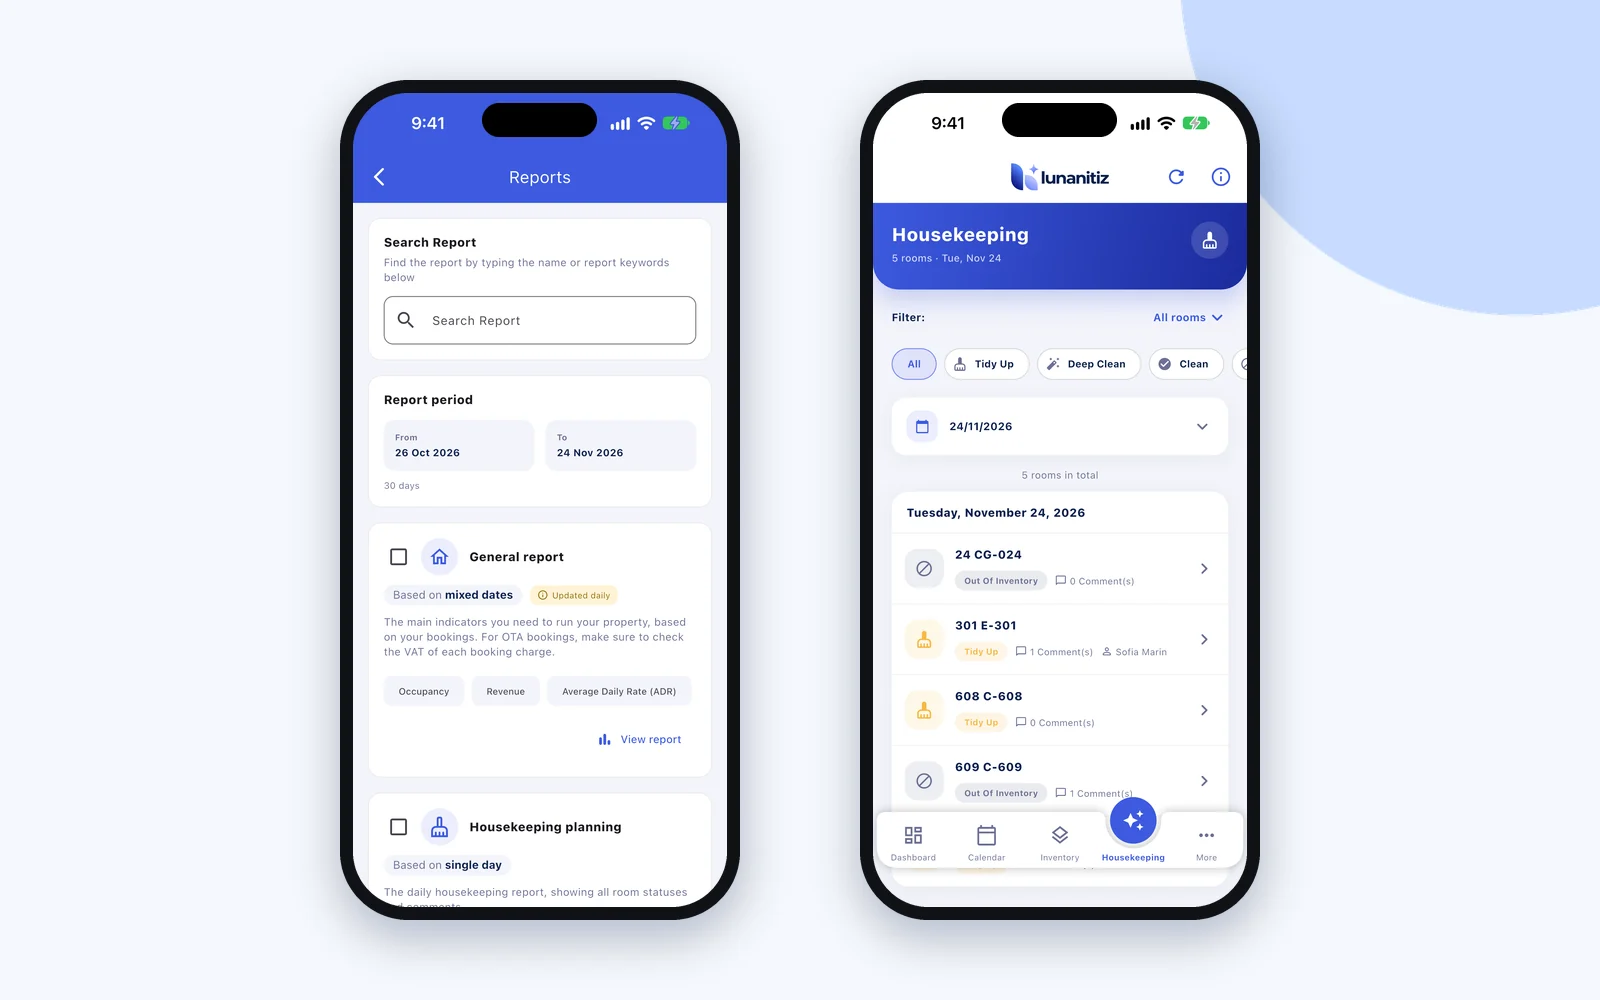 9:41
Reports
Search Report
Find the report by typing the name or report keywords
below
Search Report
Report period
From
26 Oct 2026
To
24 Nov 2026
30 days
General report
Based on mixed dates
Updated daily
The main indicators you need to run your property, based
on your bookings. For OTA bookings, make sure to check
the VAT of each booking charge.
Occupancy
Revenue
Average Daily Rate (ADR)
View report
Housekeeping planning
Based on single day
The daily housekeeping report, showing all room statuses
9:41
lunanitiz
Housekeeping
5 rooms · Tue, Nov 24
Filter:
All rooms
All
Tidy Up
Deep Clean
Clean
24/11/2026
5 rooms in total
Tuesday, November 24, 2026
24 CG-024
Out Of Inventory
0 Comment(s)
301 E-301
Tidy Up
1 Comment(s)
Sofia Marin
608 C-608
Tidy Up
0 Comment(s)
609 C-609
Out Of Inventory
1 Comment(s)
Dashboard
Calendar
Inventory
Housekeeping
More